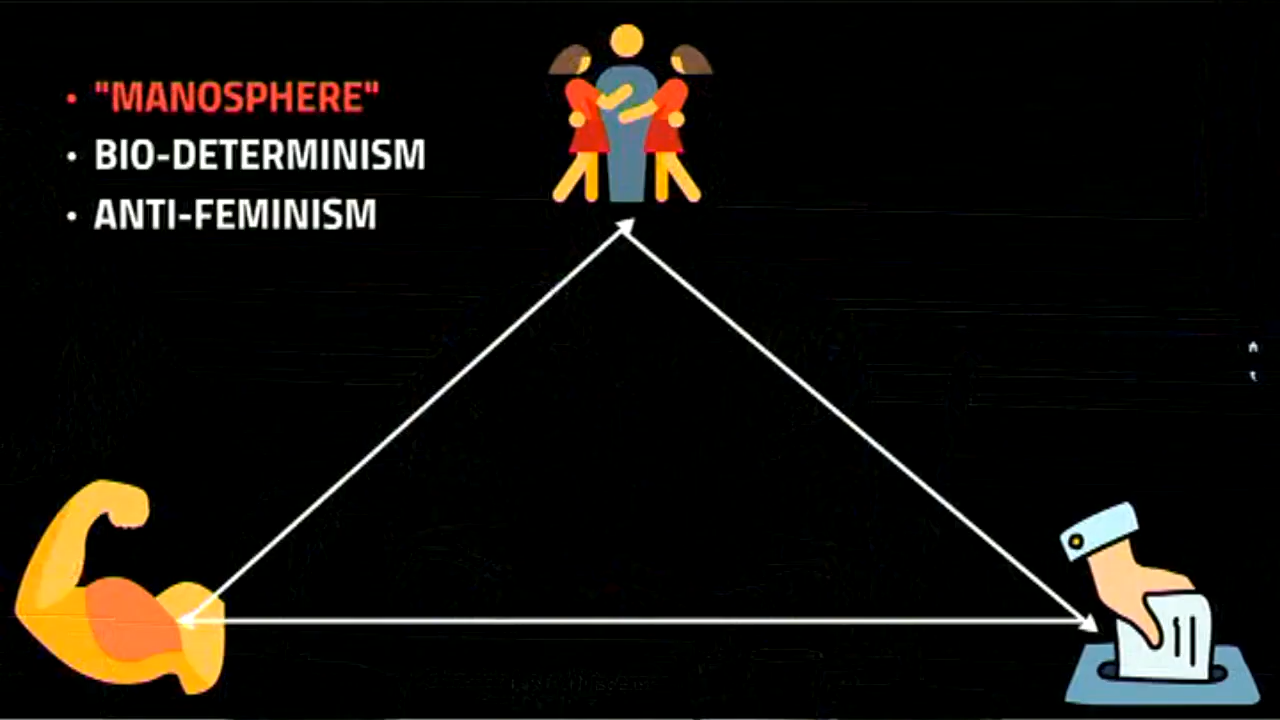 • "MANOSPHERE"
• BIO-DETERMINISM
• ANTI-FEMINISM